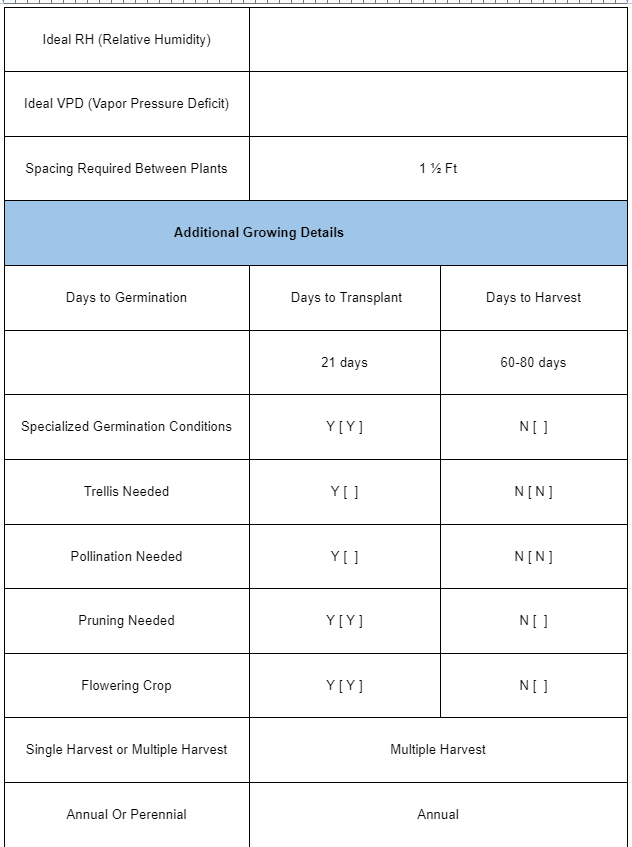 Ideal RH (Relative Humidity)
Ideal VPD (Vapor Pressure Deficit)
Spacing Required Between Plants 1 ½ Ft
Additional Growing Details
Days to Germination Days to Transplant Days to Harvest
21 days 60-80 days
Specialized Germination Conditions Y [ Y ] N [  ]
Trellis Needed Y [  ] N [ N ]
Pollination Needed Y [  ] N [ N ]
Pruning Needed Y [ Y ] N [  ]
Flowering Crop Y [ Y ] N [  ]
Single Harvest or Multiple Harvest Multiple Harvest
Annual Or Perennial Annual